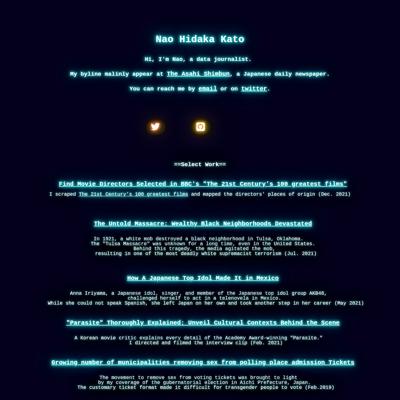 Nao Hidaka Kato
Hi, I'm Nao, a data journalist.
My byline malinly appear at The Asahi Shimbun, a Japanese daily newspaper.
You can reach me by email or on twitter.
==Select Work==
Find Movie Directors Selected in BBC's "The 21st Century's 100 greatest films"
I scraped The 21st Century's 100 greatest films and mapped the directors' places of origin (Dec. 2021)
The Untold Massacre: Wealthy Black Neighborhoods Devastated
In 1921, a white mob destroyed a black neighborhood in Tulsa, Oklahoma.
The "Tulsa Massacre" was unknown for a long time, even in the United States.
Behind this tragedy, the media agitated the mob,
resulting in one of the most deadly white supremacist terrorism (Jul. 2021)
How A Japanese Top Idol Made It in Mexico
Anna Iriyama, a Japanese idol, singer, and member of the Japanese top idol group AKB48,
challenged herself to act in a telenovela in Mexico.
While she could not speak Spanish, she left Japan on her own and took another step in her career (May 2021)
"Parasite" Thoroughly Explained: Unveil Cultural Contexts Behind the Scene
A Korean movie critic explains every detail of the Academy Award-winning "Parasite."
I directed and filmed the interview clip (Feb. 2021)
Growing number of municipalities removing sex from polling place admission Tickets
The movement to remove sex from voting tickets was brought to light
by my coverage of the gubernatorial election in Aichi Prefecture, Japan.
The customary ticket format made it difficult for transgender people to vote (Feb.2019)